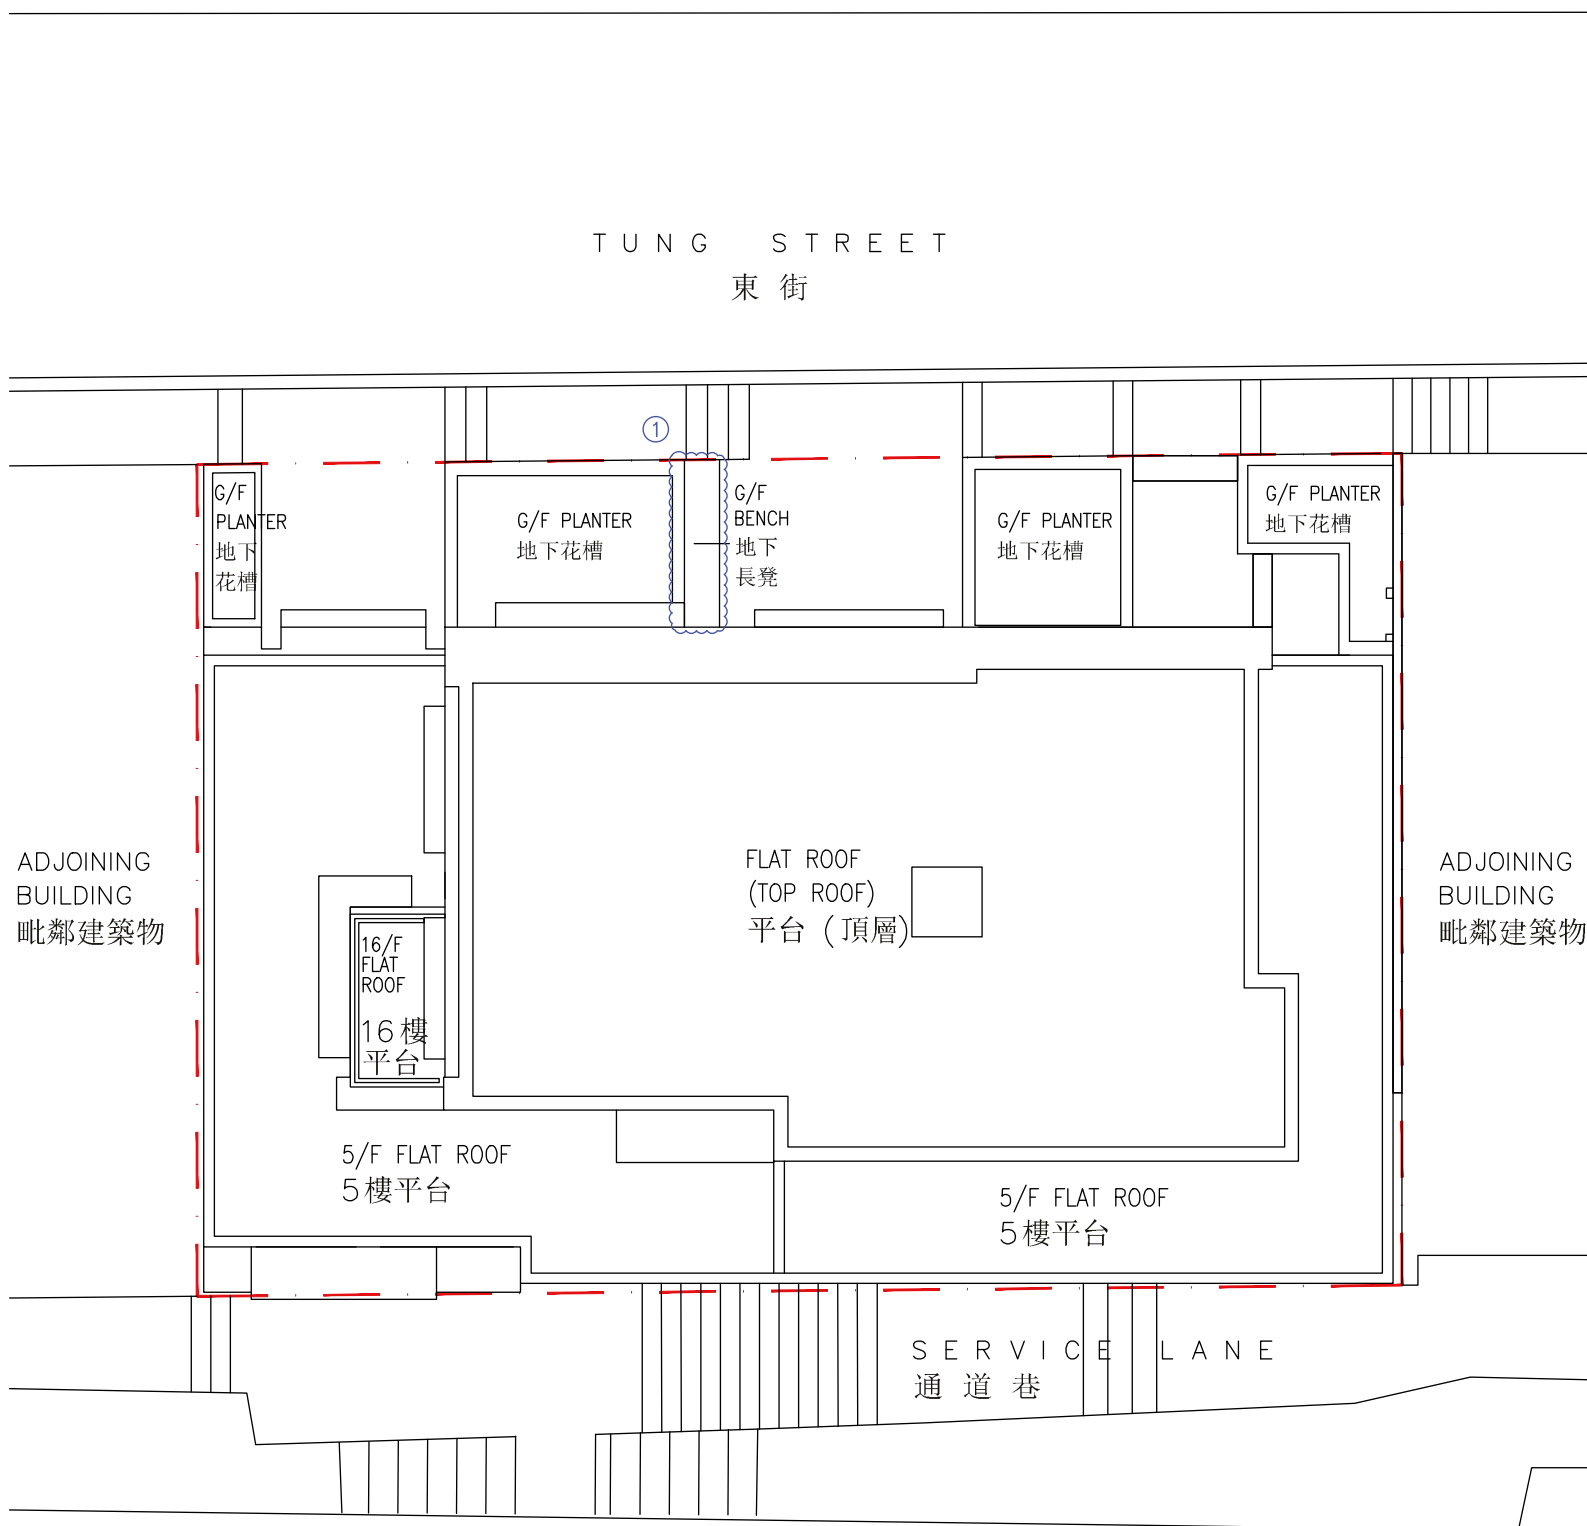 TUNG STREET
東街
1
G/F
PLANTER
地下
花槽
G/F PLANTER
地下花槽
G/F
BENCH
地下
長凳
G/F PLANTER
地下花槽
G/F PLANTER
地下花槽
ADJOINING
BUILDING
毗鄰建築物
FLAT ROOF
(TOP ROOF)
平台 (頂層)
ADJOINING
BUILDING
毗鄰建築物
16/F
FLAT
ROOF
16樓
平台
5/F FLAT ROOF
5樓平台
5/F FLAT ROOF
5樓平台
SERVICE LANE
通道巷